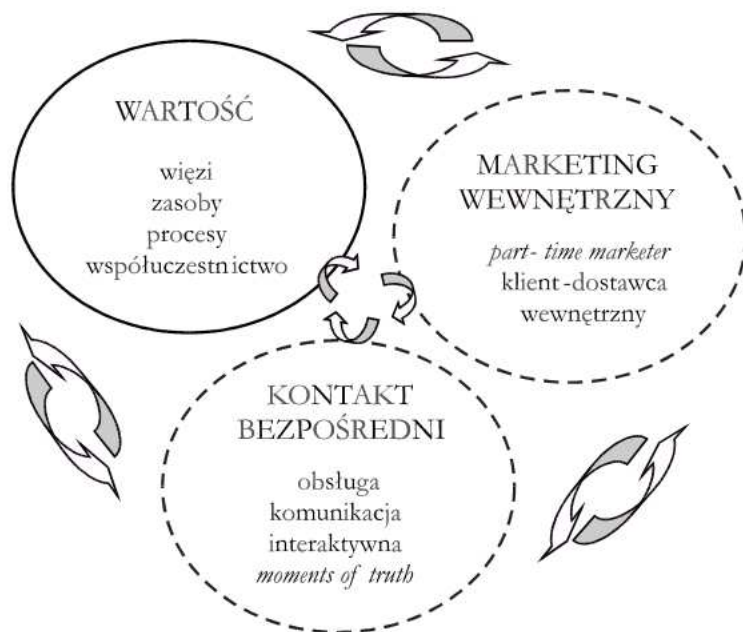 WARTOŚĆ
więzi
zasoby
procesy
współuczestnictwo
MARKETING
WEWNĘTRZNY
part- time marketer
klient-dostawca
wewnętrzny
KONTAKT
BEZPOŚREDNI
obsługa
komunikacja
interaktywna
moments of truth